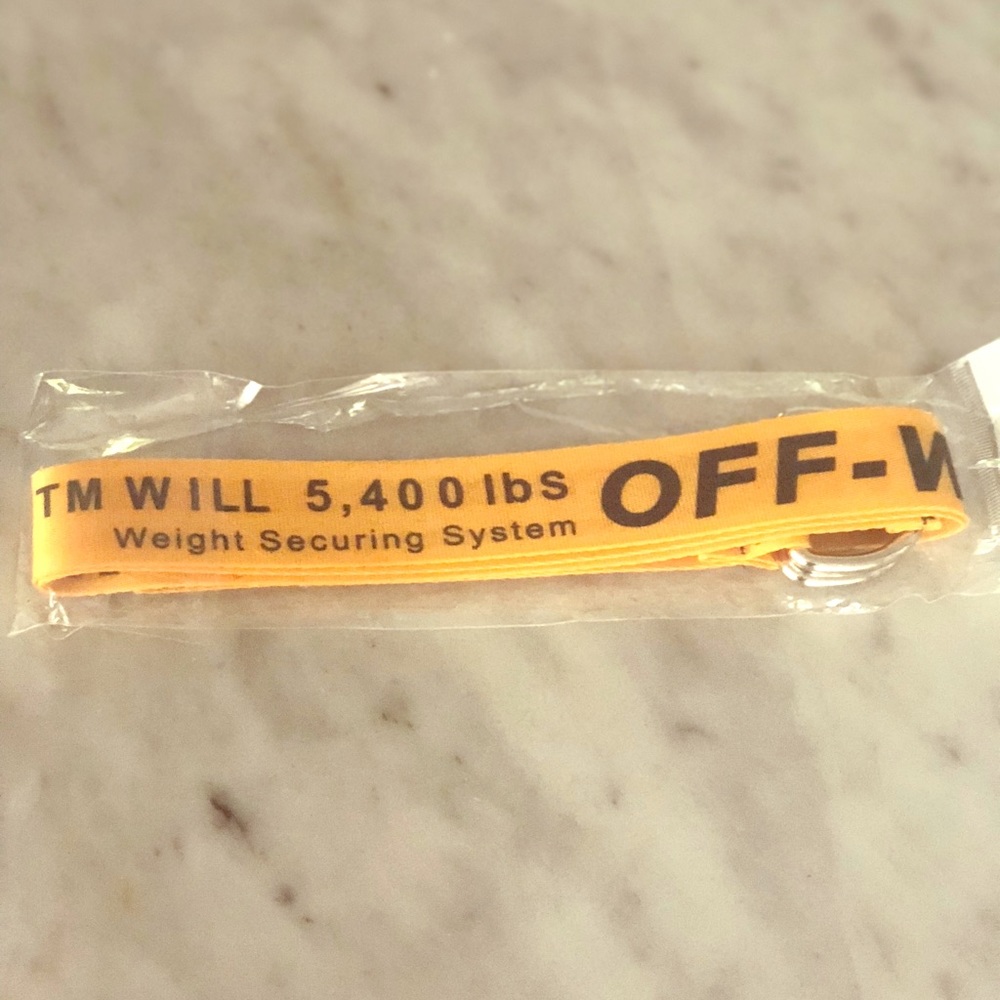 TM WILL 5,400 lbS
Weight Securing System
OFF-W